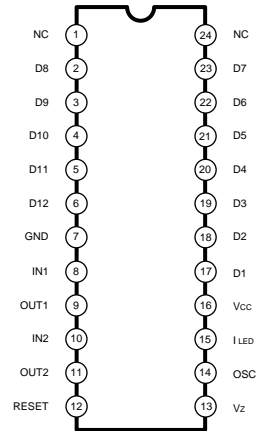 NC 1 24 NC
D8 2 23 D7
D9 3 22 D6
D10 4 21 D5
D11 5 20 D4
D12 6 19 D3
GND 7 18 D2
IN1 8 17 D1
OUT1 9 16 VCC
IN2 10 15 I LED
OUT2 11 14 OSC
RESET 12 13 VZ